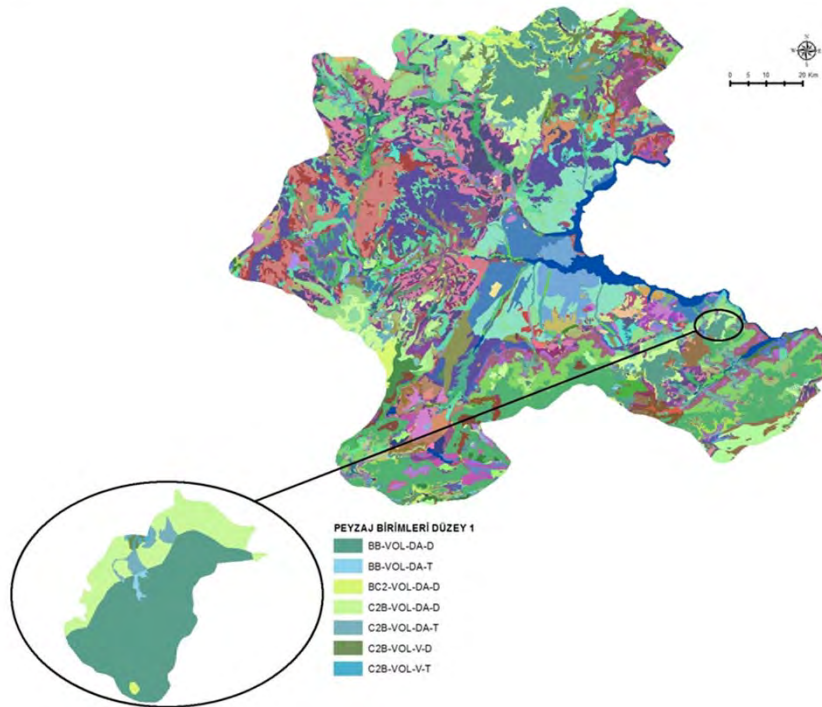 N
W E
S
0 5 10 20 Km
PEYZAJ BİRİMLERİ DÜZEY 1
BB-VOL-DA-D
BB-VOL-DA-T
BC2-VOL-DA-D
C2B-VOL-DA-D
C2B-VOL-DA-T
C2B-VOL-V-D
C2B-VOL-V-T